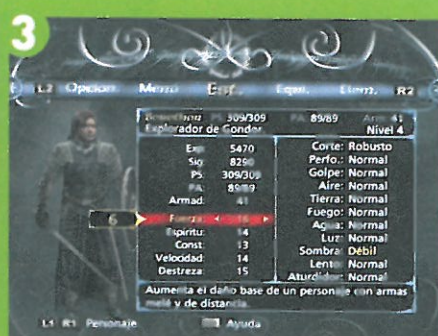 3
L2 Opcion Menu Est. Equi. Elem. R2
Berethor PS 309/309 PA 89/89 Arm 41
Explorador de Gondor Nivel 4
Exp: 5470
Sig: 8290
PS: 309/309
PA: 89/89
Armad: 41
6 Fuerza: 16
Espíritu: 14
Const: 13
Velocidad: 14
Destreza: 15
Corte: Robusto
Perfo.: Normal
Golpe: Normal
Aire: Normal
Tierra: Normal
Fuego: Normal
Agua: Normal
Luz: Normal
Sombra: Débil
Lento: Normal
Aturdidor: Normal
Aumenta el daño base de un personaje con armas
melé y de distancia.
L1 R1 Personaje Ayuda